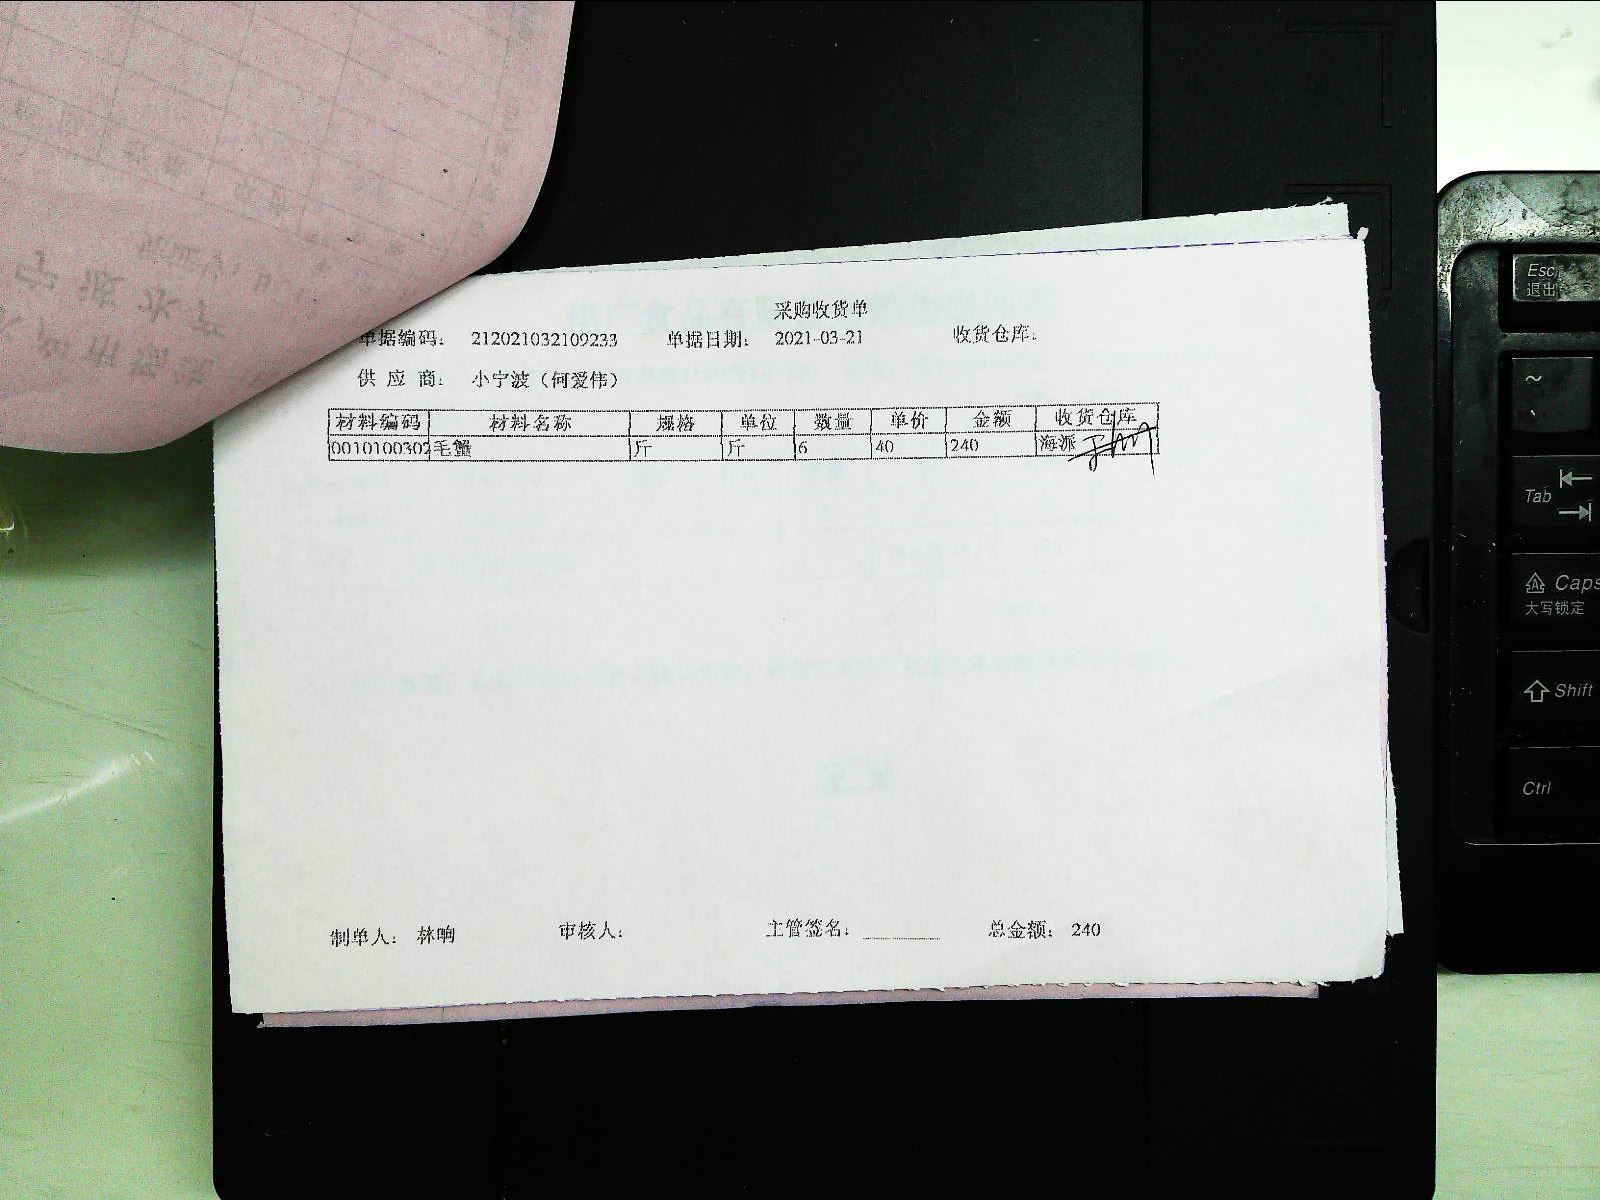 采购收货单
单据编码: 212021032109233 单据日期: 2021-03-21 收货仓库:
供 应 商: 小宁波（何爱伟）
材料编码 材料名称 规格 单位 数量 单价 金额 收货仓库
0010100302 毛蟹 斤 斤 6 40 240 海派
制单人: 林晌 审核人: 主管签名: 总金额: 240
Esc
退出
~
Tab
Caps
大写锁定
Shift
Ctrl